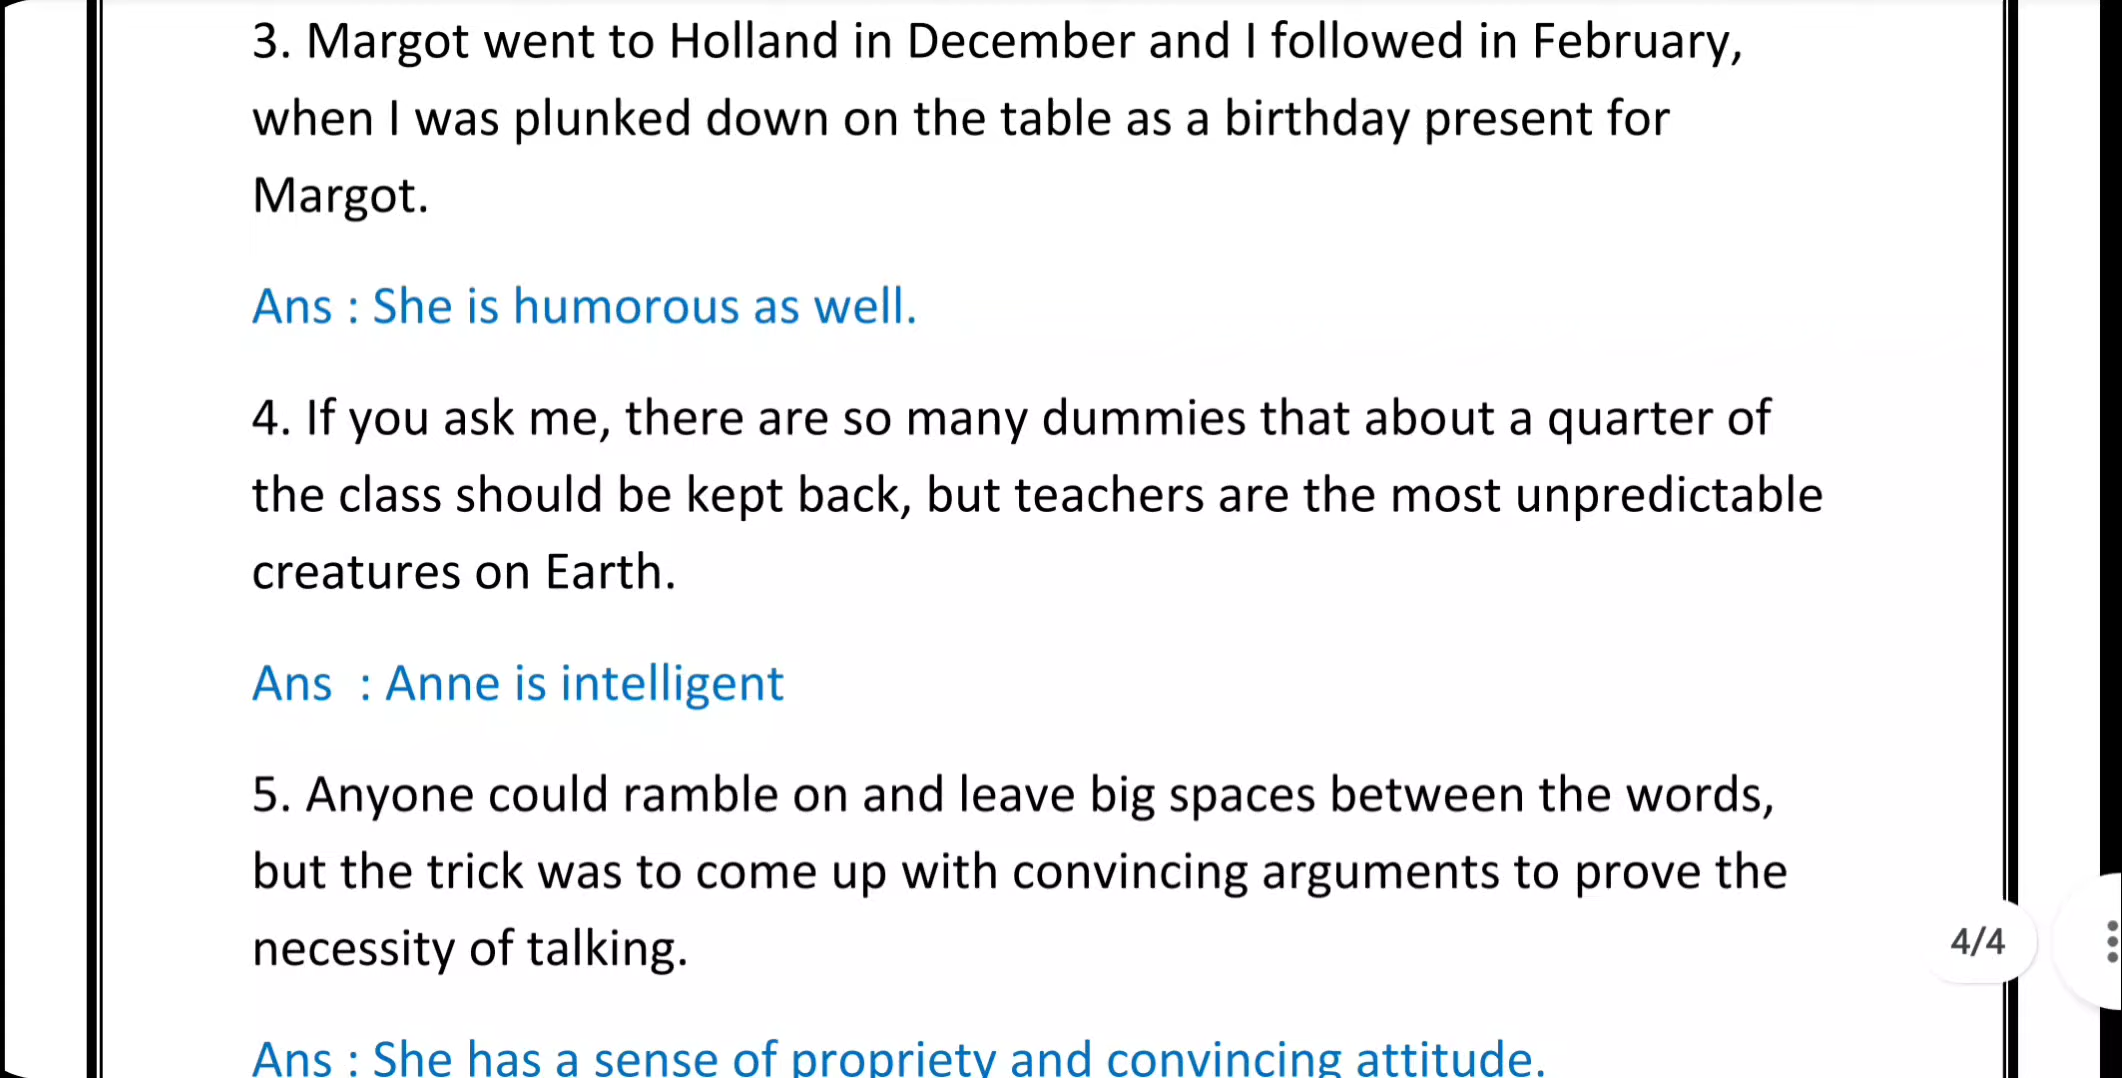 3. Margot went to Holland in December and I followed in February,
when I was plunked down on the table as a birthday present for
Margot.
Ans : She is humorous as well.
4. If you ask me, there are so many dummies that about a quarter of
the class should be kept back, but teachers are the most unpredictable
creatures on Earth.
Ans  : Anne is intelligent
5. Anyone could ramble on and leave big spaces between the words,
but the trick was to come up with convincing arguments to prove the
necessity of talking.
4/4
Ans : She has a sense of propriety and convincing attitude.